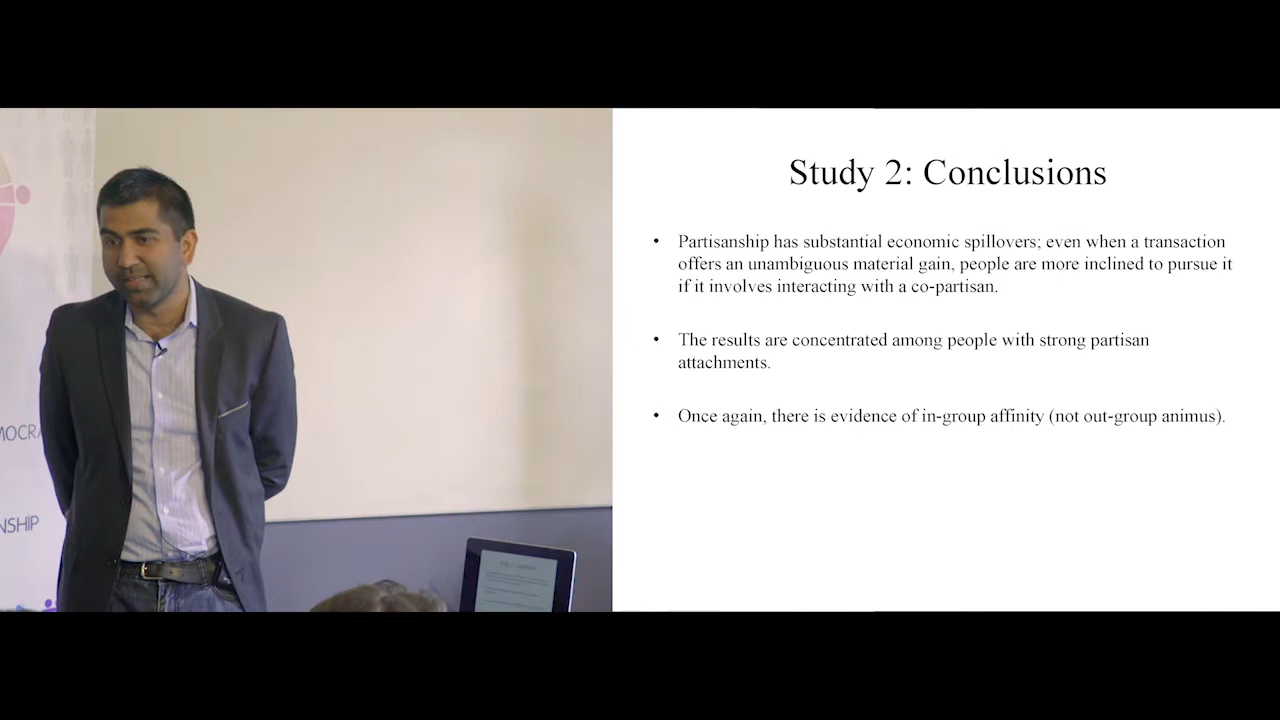 Study 2: Conclusions
• Partisanship has substantial economic spillovers; even when a transaction
offers an unambiguous material gain, people are more inclined to pursue it
if it involves interacting with a co-partisan.
• The results are concentrated among people with strong partisan
attachments.
• Once again, there is evidence of in-group affinity (not out-group animus).
MOCRA
NSHIP